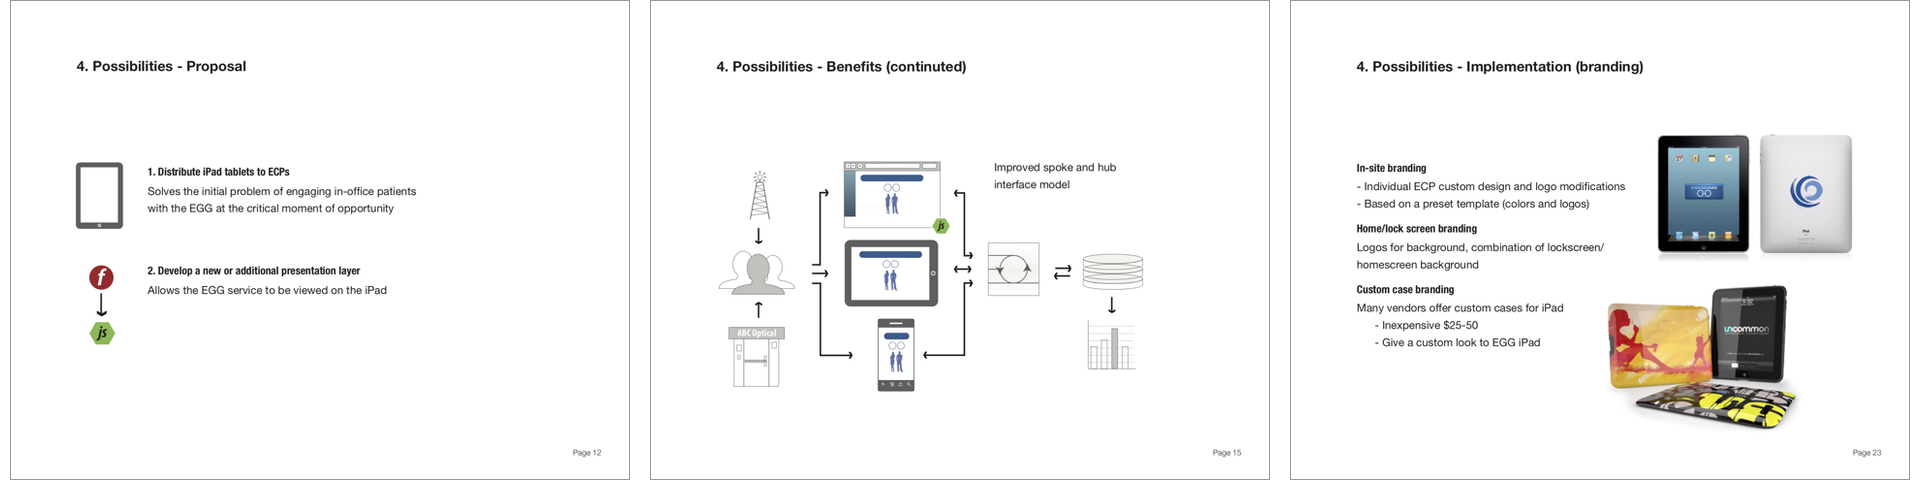 4. Possibilities - Proposal
1. Distribute iPad tablets to ECPs
Solves the initial problem of engaging in-office patients
with the EGG at the critical moment of opportunity
f
2. Develop a new or additional presentation layer
Allows the EGG service to be viewed on the iPad
js
Page 12
4. Possibilities - Benefits (continuted)
Improved spoke and hub
interface model
js
ABC Optical
Page 15
4. Possibilities - Implementation (branding)
In-site branding
- Individual ECP custom design and logo modifications
- Based on a preset template (colors and logos)
Home/lock screen branding
Logos for background, combination of lockscreen/
homescreen background
Custom case branding
Many vendors offer custom cases for iPad
- Inexpensive $25-50
- Give a custom look to EGG iPad
iPad
uncommon
Page 23